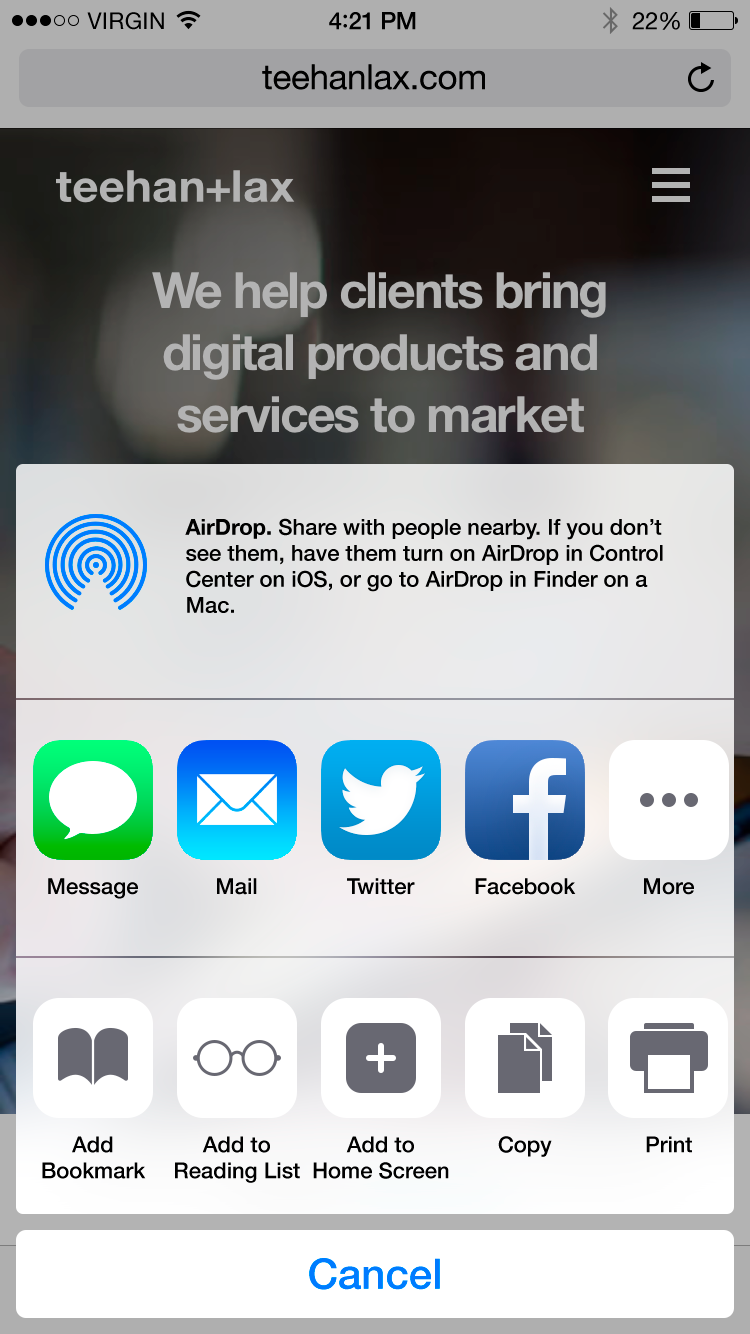 VIRGIN 4:21 PM 22%
teehanlax.com
teehan+lax
We help clients bring
digital products and
services to market
AirDrop. Share with people nearby. If you don’t
see them, have them turn on AirDrop in Control
Center on iOS, or go to AirDrop in Finder on a
Mac.
Message Mail Twitter Facebook More
Add Bookmark
Add to Reading List
Add to Home Screen
Copy
Print
Cancel